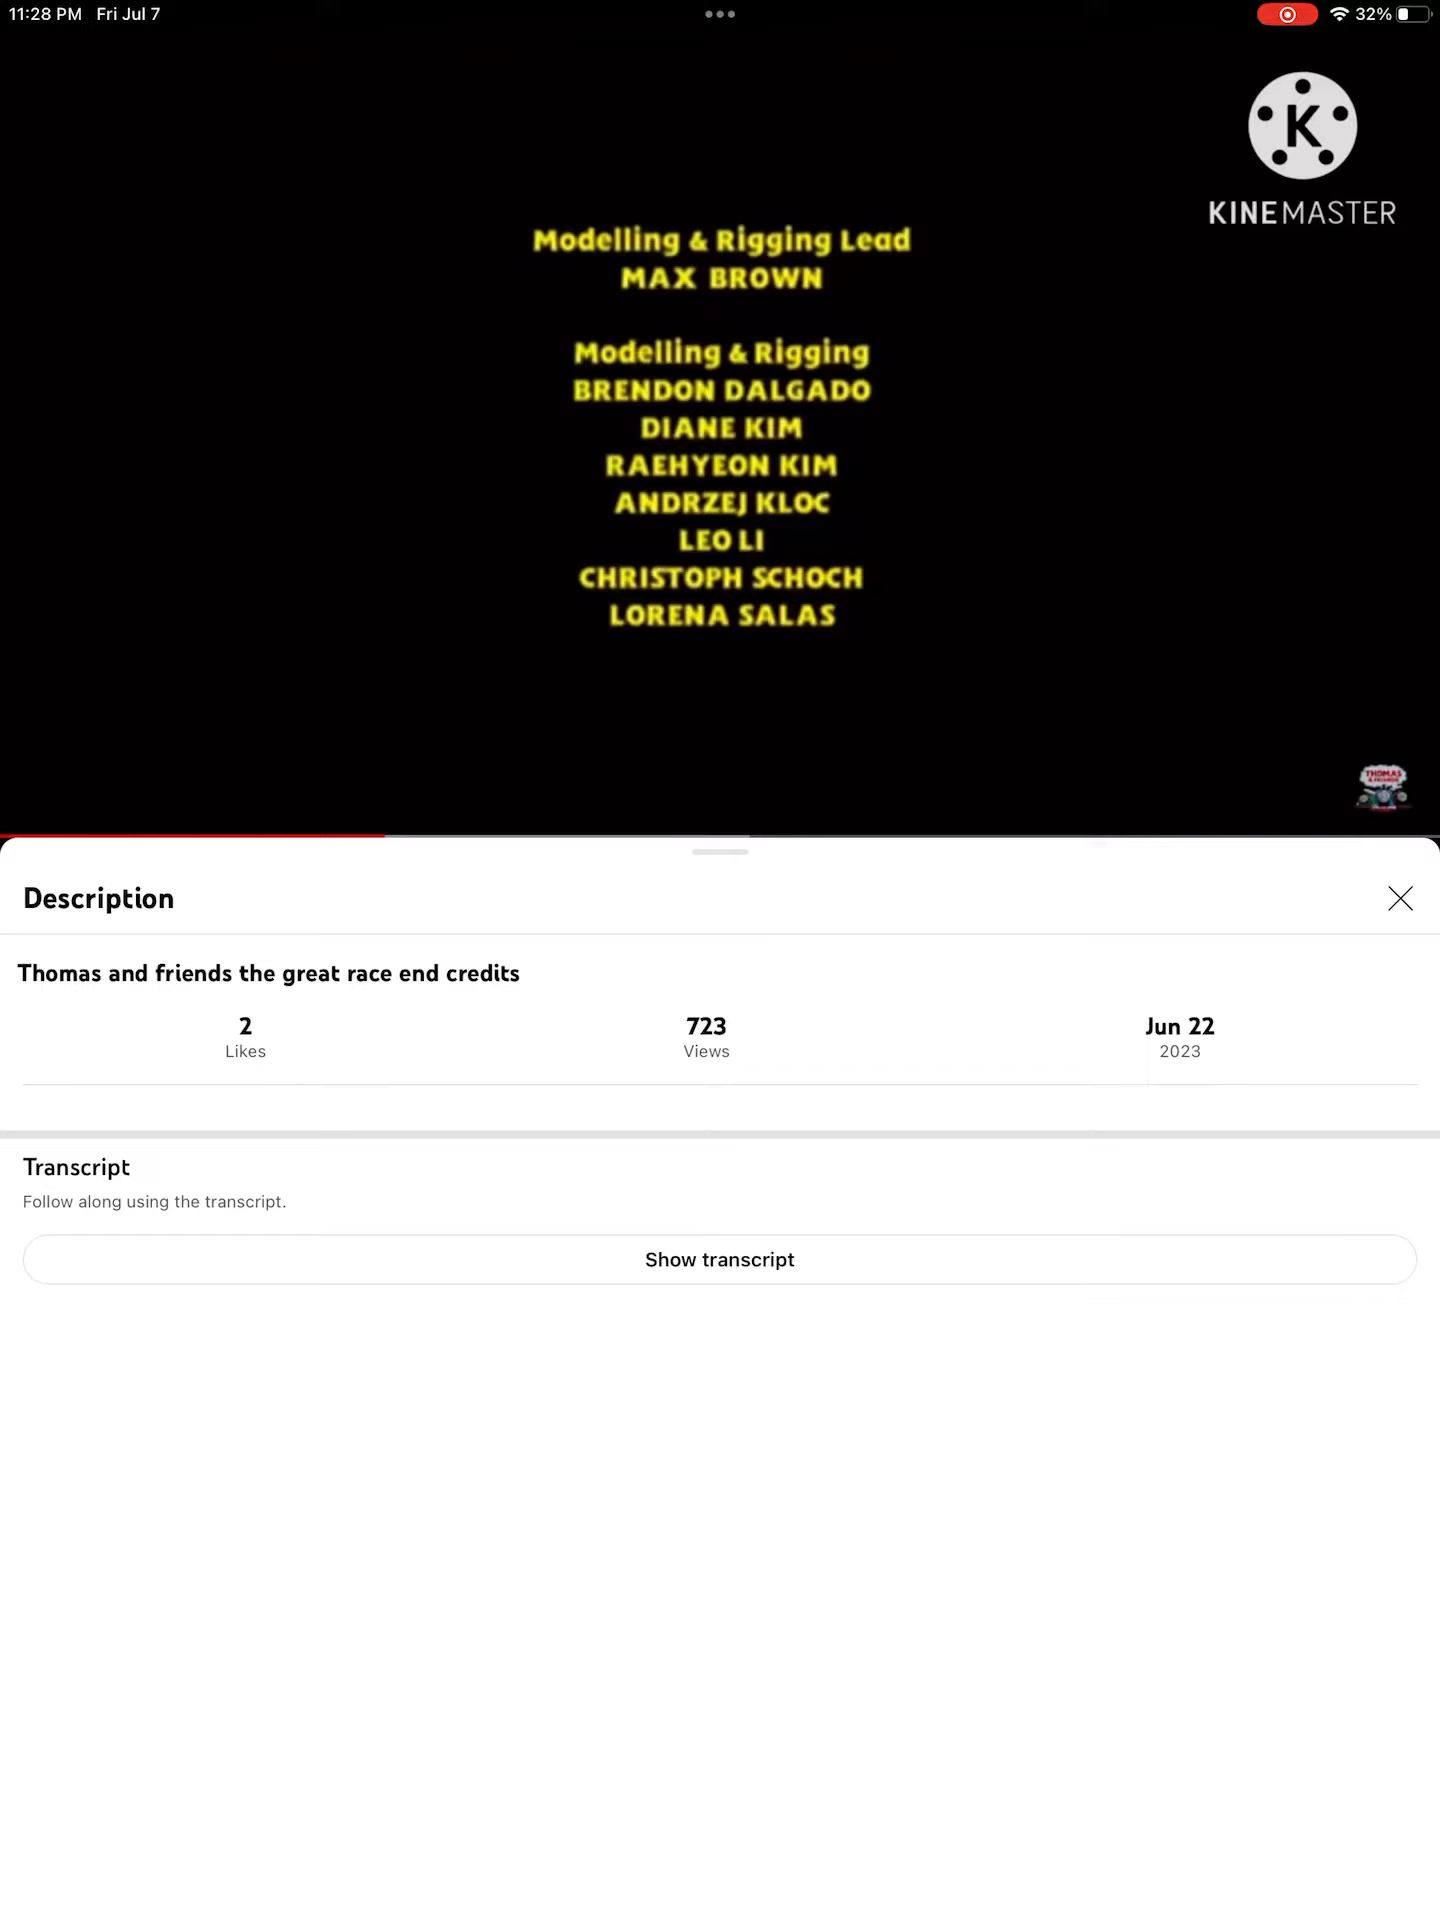 11:28 PM Fri Jul 7
32%
K
KINEMASTER
Modelling & Rigging Lead
MAX BROWN
Modelling & Rigging
BRENDON DALGADO
DIANE KIM
RAEHYEON KIM
ANDRZEJ KLOC
LEO LI
CHRISTOPH SCHOCH
LORENA SALAS
THOMAS
& FRIENDS
Description
Thomas and friends the great race end credits
2
Likes
723
Views
Jun 22
2023
Transcript
Follow along using the transcript.
Show transcript